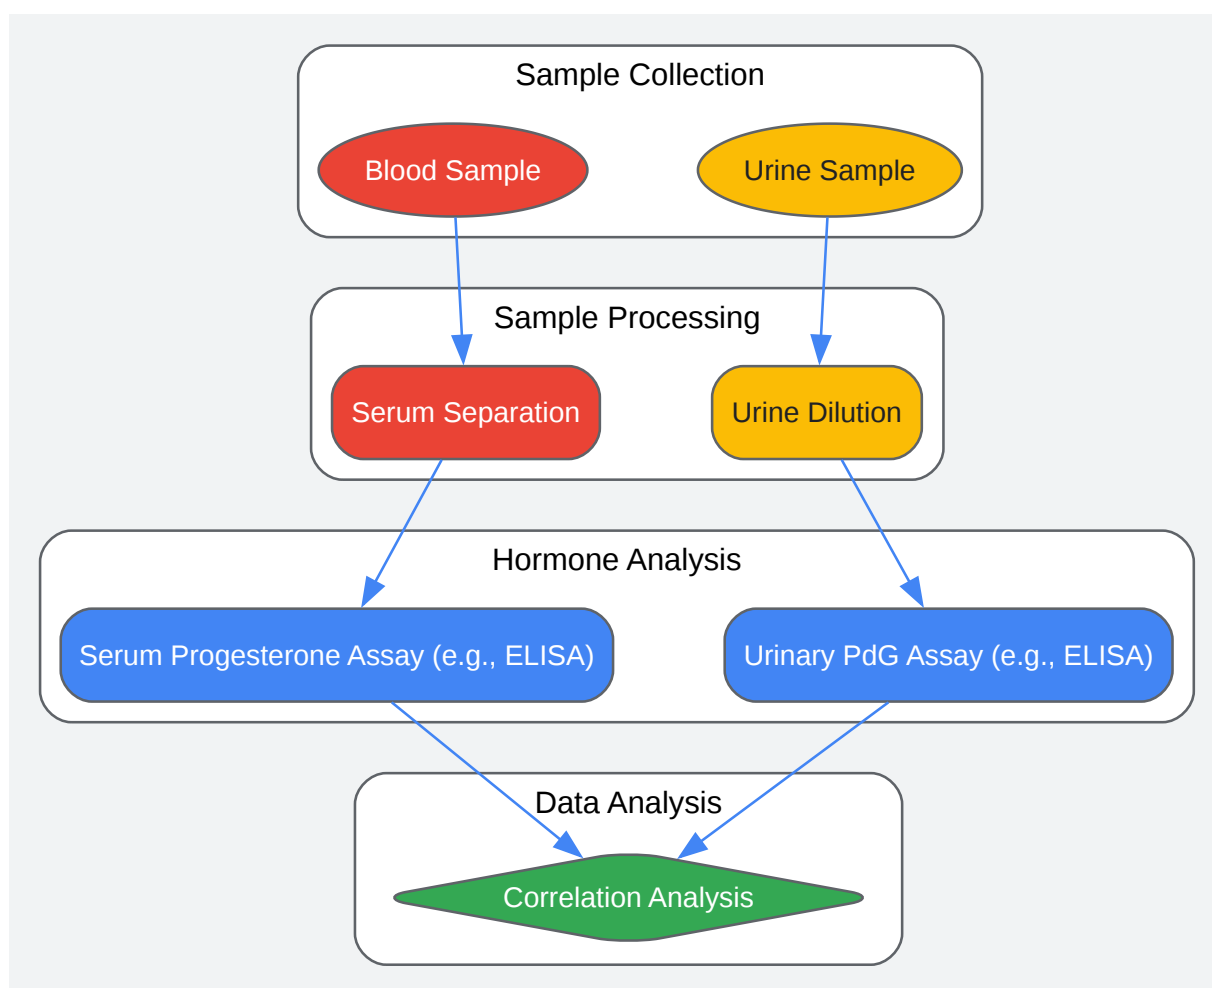 Sample Collection
Blood Sample
Urine Sample
Sample Processing
Serum Separation
Urine Dilution
Hormone Analysis
Serum Progesterone Assay (e.g., ELISA)
Urinary PdG Assay (e.g., ELISA)
Data Analysis
Correlation Analysis